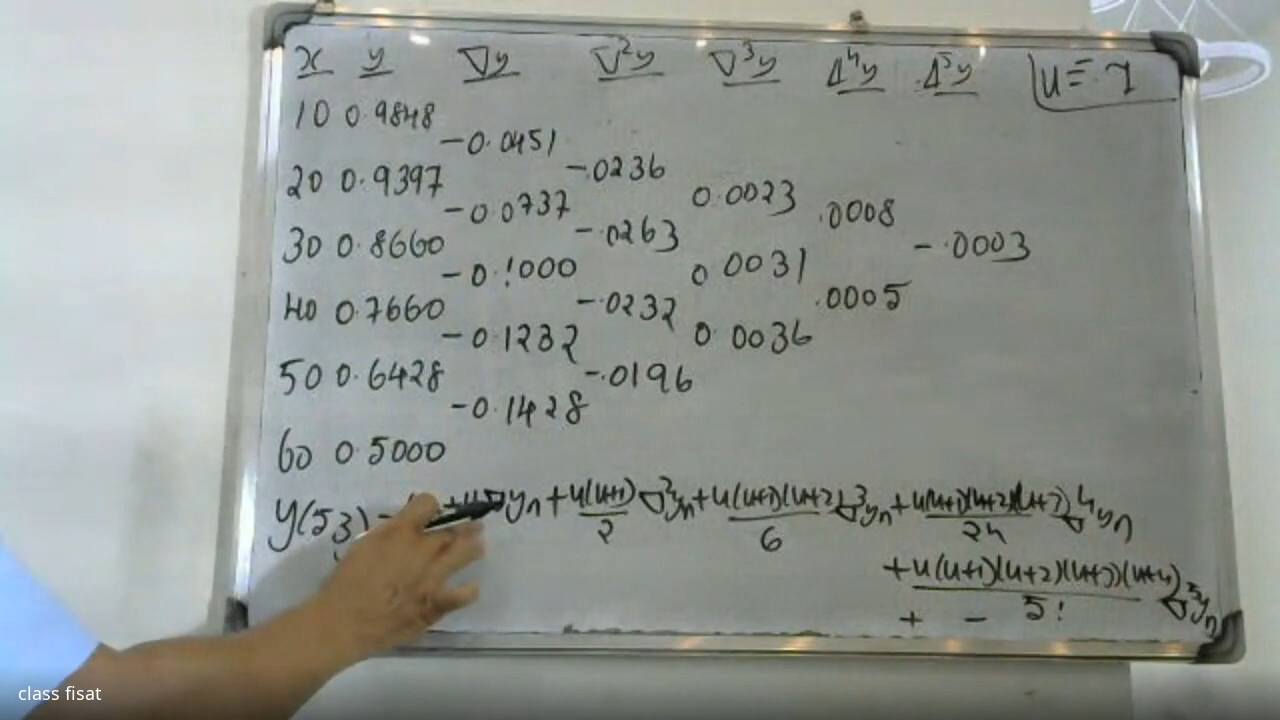 x y ∇y ∇²y ∇³y Δ⁴y Δ⁵y u = -.7
10 0.9848
-0.0451
20 0.9397 -.0236
-0.0737 0.0023 .0008
30 0.8660 -.0263 -.0003
-0.1000 0.0031
40 0.7660 -.0232 .0005
-0.1232 0.0036
50 0.6428 -.0196
-0.1428
60 0.5000
y(53) = + u∇yn + u(u+1)/2 ∇²yn + u(u+1)(u+2)/6 ∇³yn + u(u+1)(u+2)(u+3)/24 ∇⁴yn
+ u(u+1)(u+2)(u+3)(u+4)/5! ∇⁵yn
+ -
class fisat